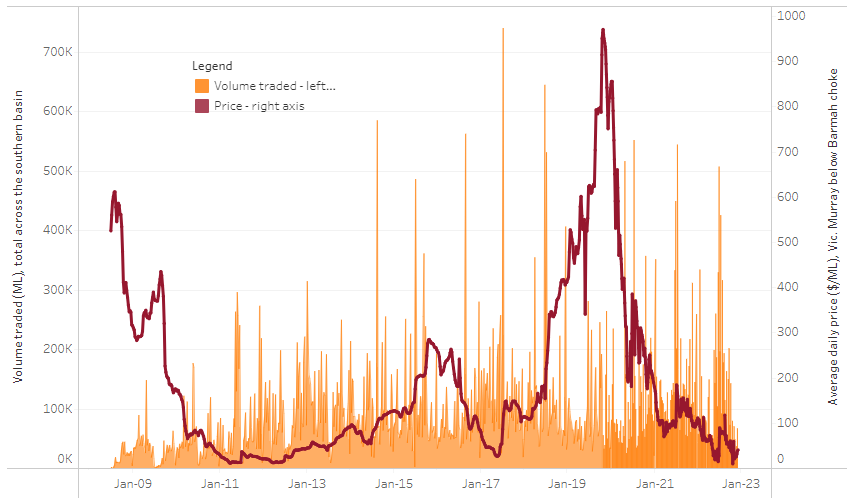 1000
900
800
700
600
500
400
300
200
100
0
700K
600K
500K
400K
300K
200K
100K
0K
Volume traded (ML), total across the southern basin
Average daily price ($/ML), Vic. Murray below Barmah choke
Legend
Volume traded - left...
Price - right axis
Jan-09 Jan-11 Jan-13 Jan-15 Jan-17 Jan-19 Jan-21 Jan-23